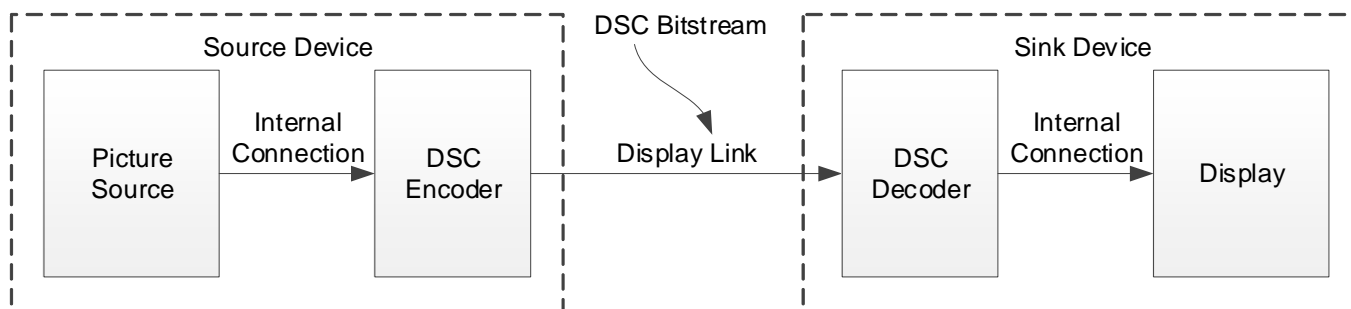 Source Device
DSC Bitstream
Sink Device
Picture
Source
Internal
Connection
DSC
Encoder
Display Link
DSC
Decoder
Internal
Connection
Display